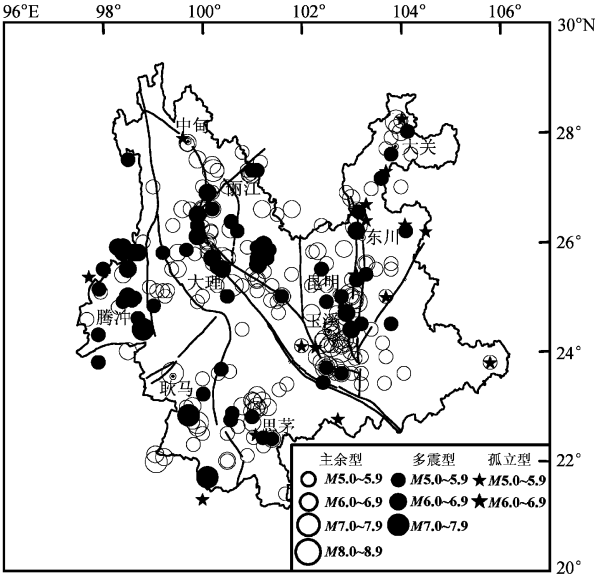 96°E 98° 100° 102° 104° 106° 30°N
中甸
28°
大关
丽江
东川
26°
大理 昆明
腾冲 玉溪
24°
耿马
思茅
主余型 多震型 孤立型
M5.0~5.9 M5.0~5.9 M5.0~5.9
M6.0~6.9 M6.0~6.9 M6.0~6.9
M7.0~7.9 M7.0~7.9
M8.0~8.9
22°
20°